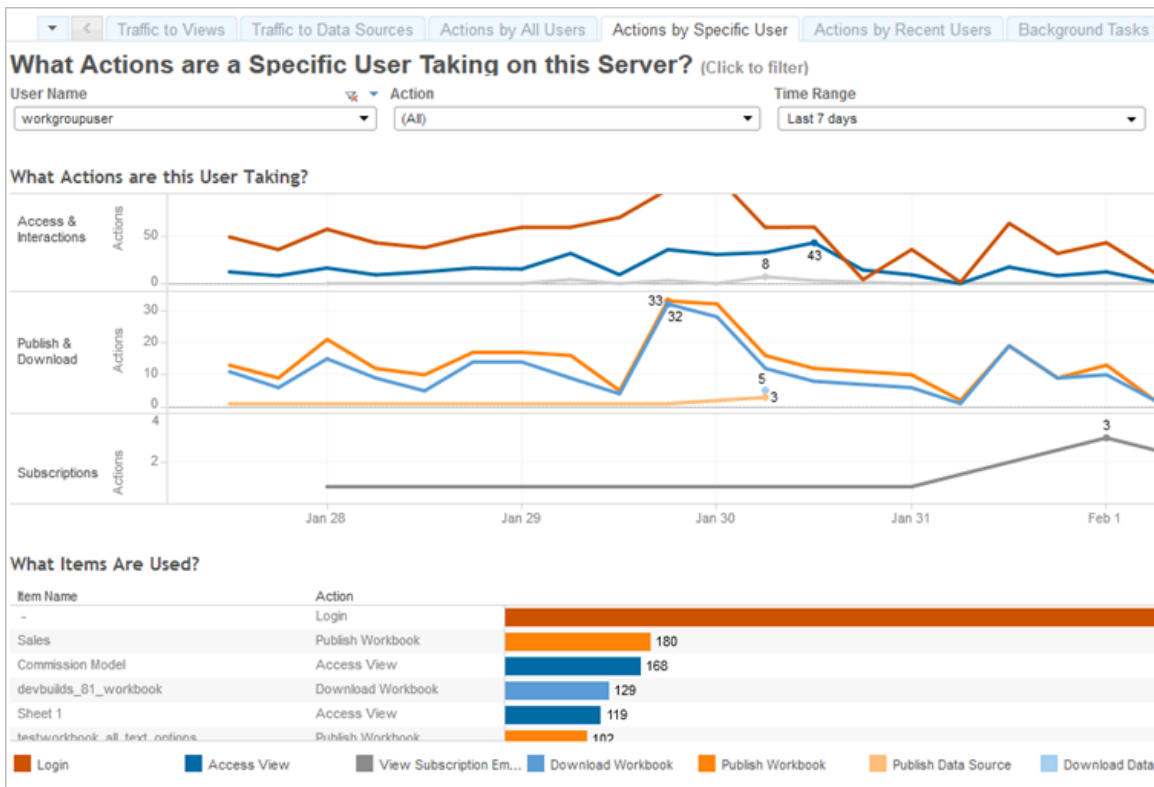 Traffic to Views Traffic to Data Sources Actions by All Users Actions by Specific User Actions by Recent Users Background Tasks
What Actions are a Specific User Taking on this Server? (Click to filter)
User Name Action Time Range
workgroupuser (All) Last 7 days
What Actions are this User Taking?
Access & Interactions
Actions
50
0
8
43
Publish & Download
Actions
30
20
10
0
33
32
5
3
Subscriptions
Actions
4
2
3
Jan 28 Jan 29 Jan 30 Jan 31 Feb 1
What Items Are Used?
Item Name Action
- Login
Sales Publish Workbook 180
Commission Model Access View 168
devbuilds_81_workbook Download Workbook 129
Sheet 1 Access View 119
testworkbook_all_text_options Publish Workbook 102
Login Access View View Subscription Em... Download Workbook Publish Workbook Publish Data Source Download Data